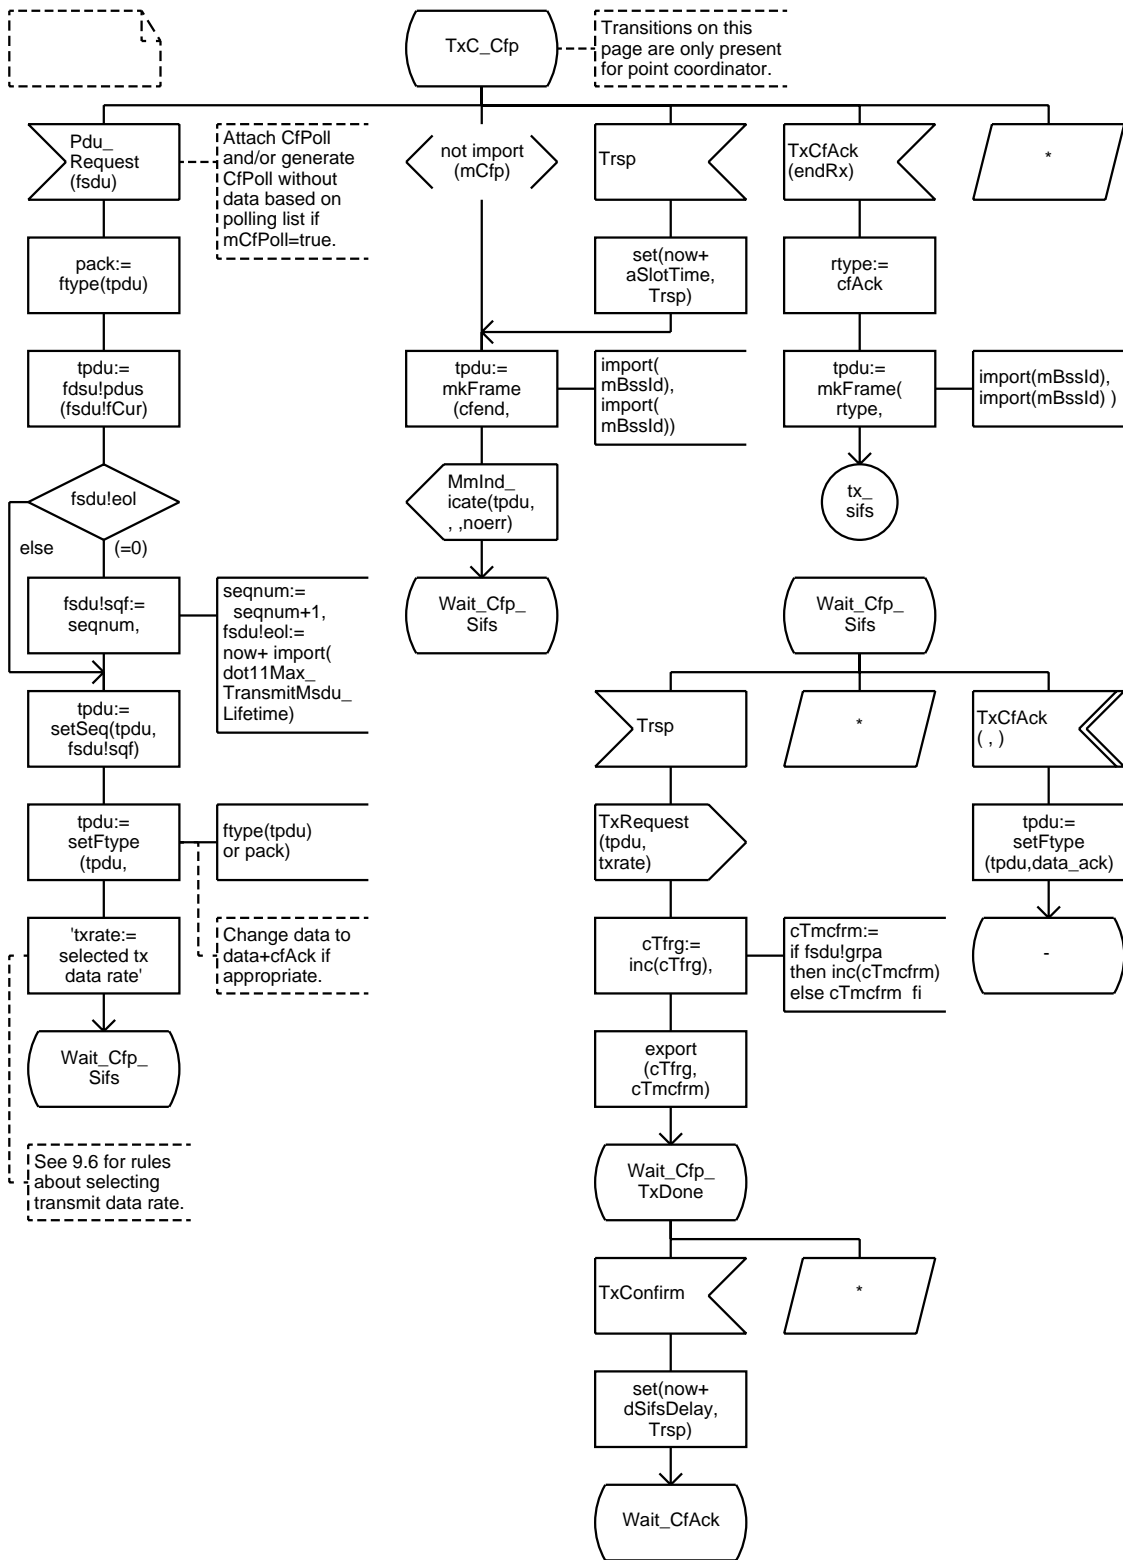 TxC_Cfp
Transitions on this
page are only present
for point coordinator.
Pdu_
Request
(fsdu)
Attach CfPoll
and/or generate
CfPoll without
data based on
polling list if
mCfPoll=true.
not import
(mCfp)
Trsp
TxCfAck
(endRx)
*
pack:=
ftype(tpdu)
set(now+
aSlotTime,
Trsp)
rtype:=
cfAck
tpdu:=
fdsu!pdus
(fsdu!fCur)
tpdu:=
mkFrame
(cfend,
import(
mBssId),
import(
mBssId))
tpdu:=
mkFrame(
rtype,
import(mBssId),
import(mBssId) )
fsdu!eol
else
(=0)
MmInd_
icate(tpdu,
, ,noerr)
tx_
sifs
fsdu!sqf:=
seqnum,
seqnum:=
seqnum+1,
fsdu!eol:=
now+ import(
dot11Max_
TransmitMsdu_
Lifetime)
Wait_Cfp_
Sifs
Wait_Cfp_
Sifs
tpdu:=
setSeq(tpdu,
fsdu!sqf)
Trsp
*
TxCfAck
( , )
tpdu:=
setFtype
(tpdu,
ftype(tpdu)
or pack)
TxRequest
(tpdu,
txrate)
tpdu:=
setFtype
(tpdu,data_ack)
'txrate:=
selected tx
data rate'
Change data to
data+cfAck if
appropriate.
cTfrg:=
inc(cTfrg),
cTmcfrm:=
if fsdu!grpa
then inc(cTmcfrm)
else cTmcfrm  fi
-
Wait_Cfp_
Sifs
export
(cTfrg,
cTmcfrm)
See 9.6 for rules
about selecting
transmit data rate.
Wait_Cfp_
TxDone
TxConfirm
*
set(now+
dSifsDelay,
Trsp)
Wait_CfAck